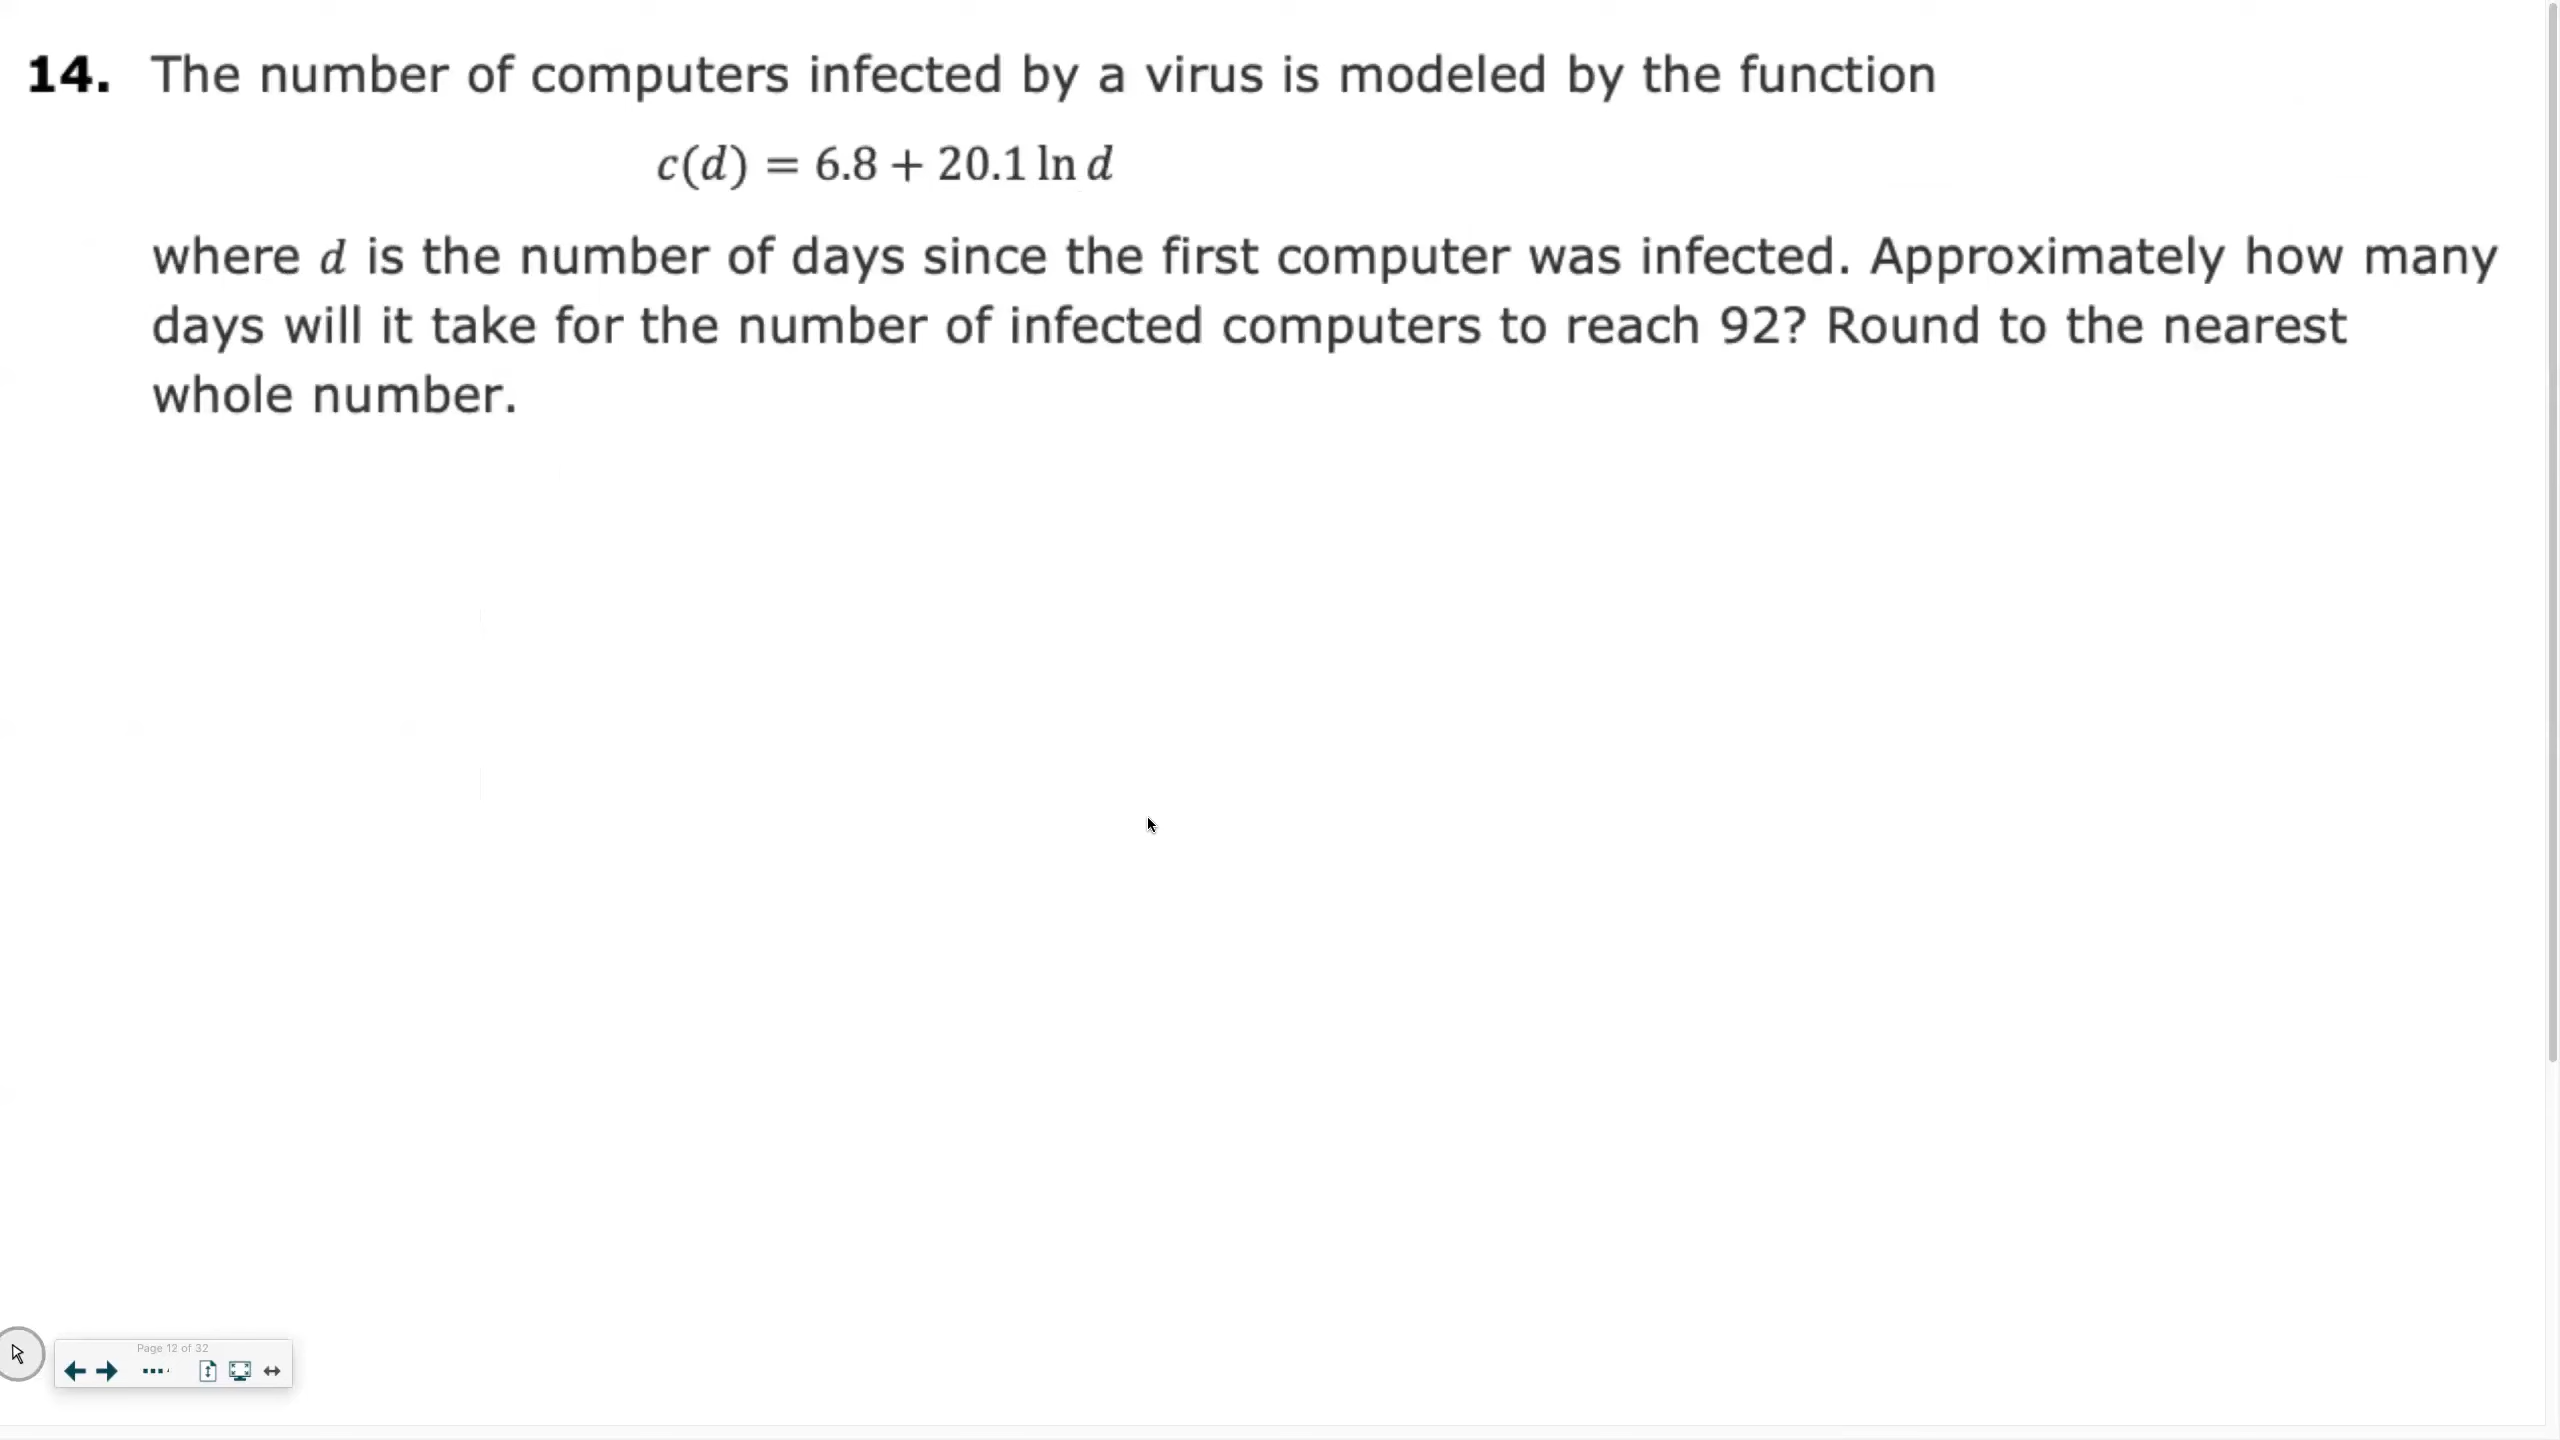 14. The number of computers infected by a virus is modeled by the function
c(d) = 6.8 + 20.1 ln d
where d is the number of days since the first computer was infected. Approximately how many
days will it take for the number of infected computers to reach 92? Round to the nearest
whole number.
Page 12 of 32